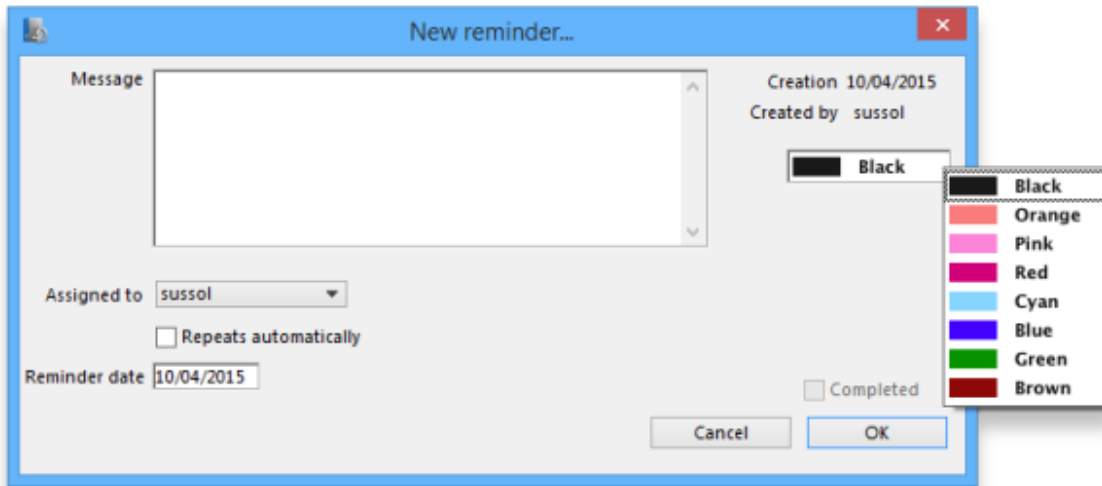 New reminder...
Message
Creation 10/04/2015
Created by sussol
Black
Black
Orange
Pink
Red
Cyan
Blue
Green
Brown
Assigned to sussol
Repeats automatically
Reminder date 10/04/2015
Completed
Cancel OK